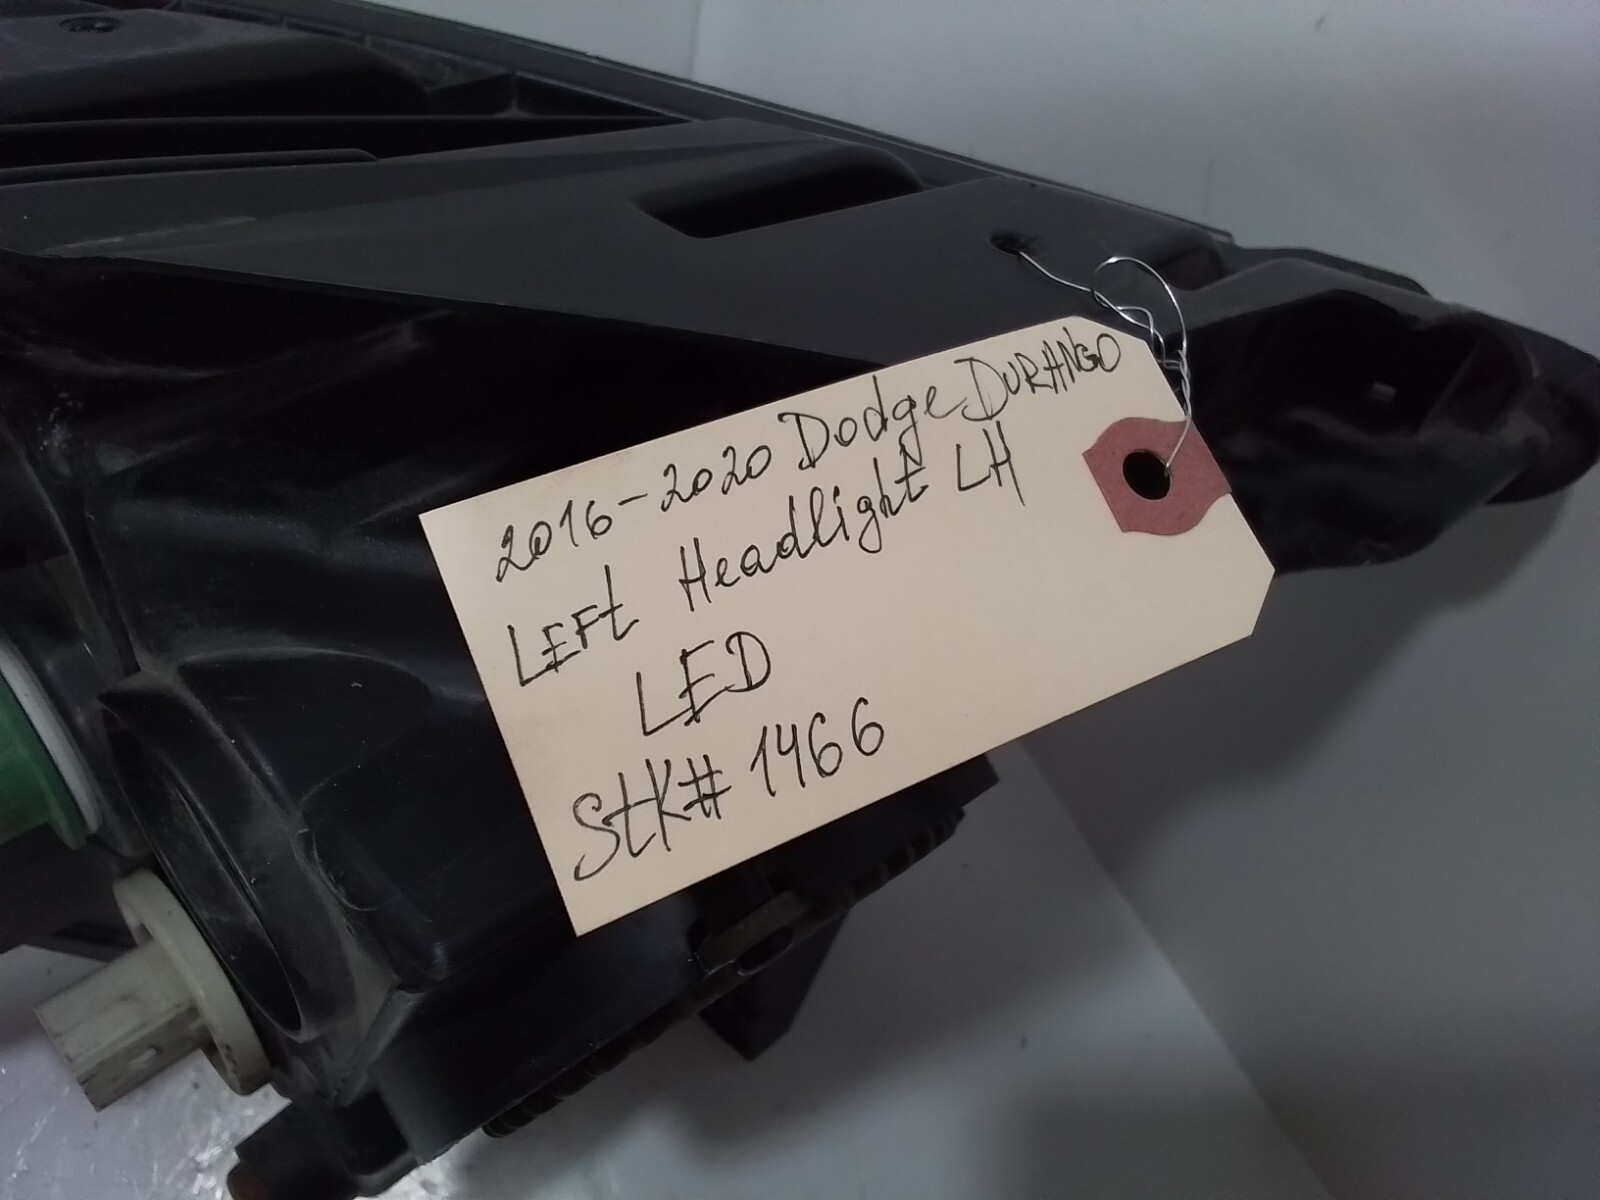 2016-2020 Dodge DURANGO
LEFt Headlight LH
LED
StK# 1466